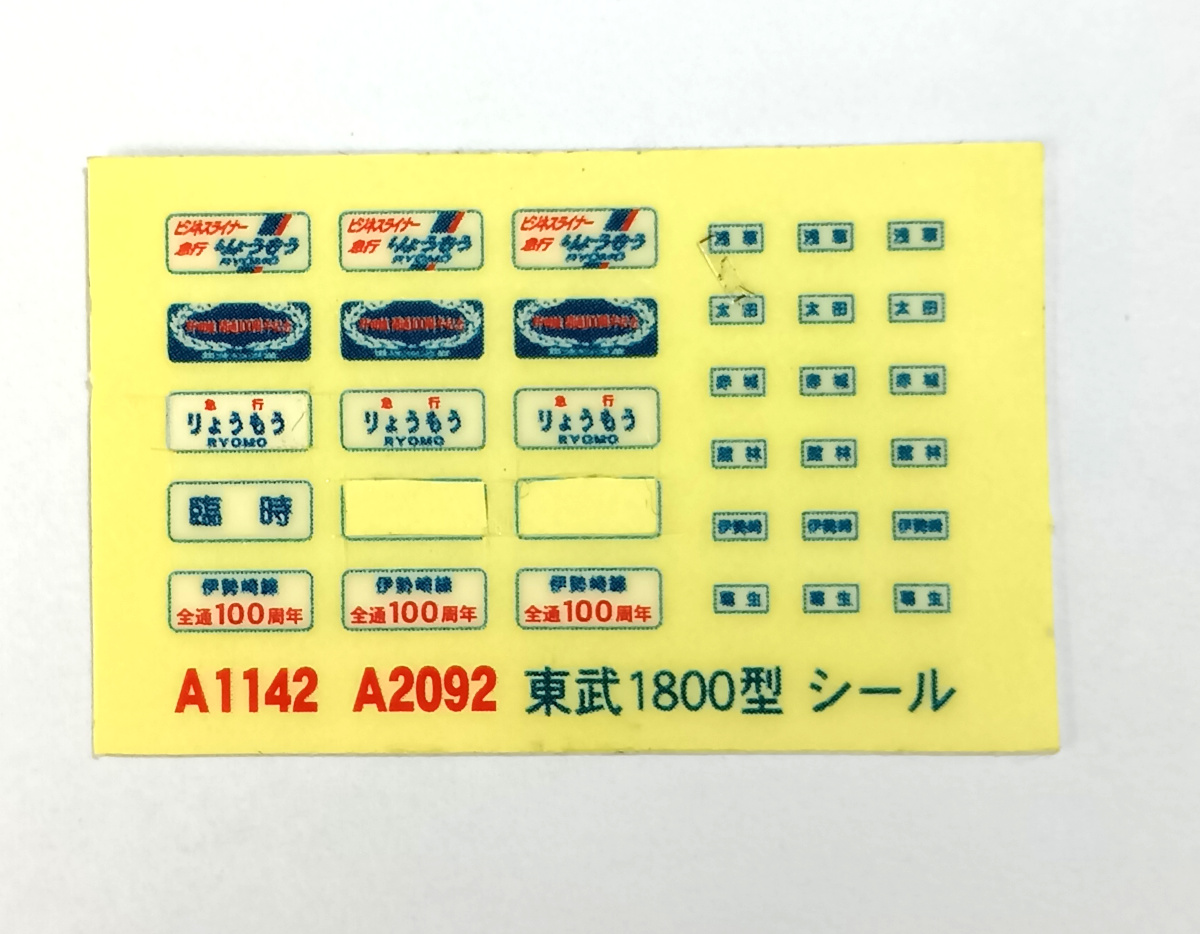 ビジネスライナー ビジネスライナー ビジネスライナー
急行 りょうもう 急行 りょうもう 急行 りょうもう
RYOMO RYOMO RYOMO
浅草 浅草 浅草
太田 太田 太田
急行 急行 急行
りょうもう りょうもう りょうもう
RYOMO RYOMO RYOMO
赤城 赤城 赤城
臨時
館林 館林 館林
伊勢崎 伊勢崎 伊勢崎
伊勢崎線 伊勢崎線 伊勢崎線
全通100周年 全通100周年 全通100周年
葛生 葛生 葛生
A1142 A2092 東武1800型 シール